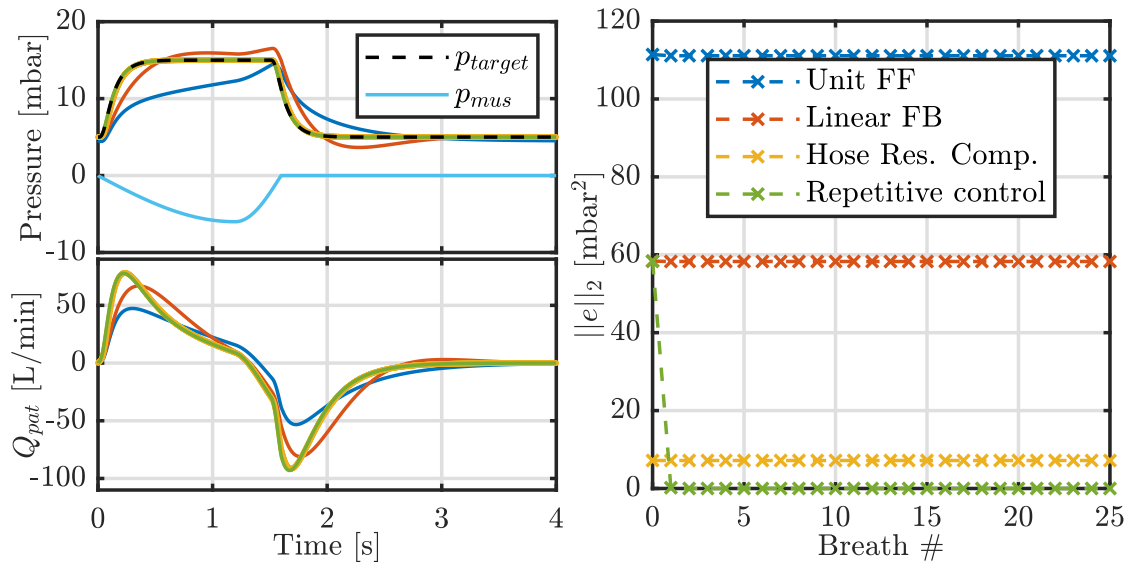 20
10
0
-10
Pressure [mbar]
p_target
p_mus
50
0
-50
-100
Q_pat [L/min]
0 1 2 3 4
Time [s]
120
100
80
60
40
20
0
||e||_2 [mbar^2]
Unit FF
Linear FB
Hose Res. Comp.
Repetitive control
0 5 10 15 20 25
Breath #